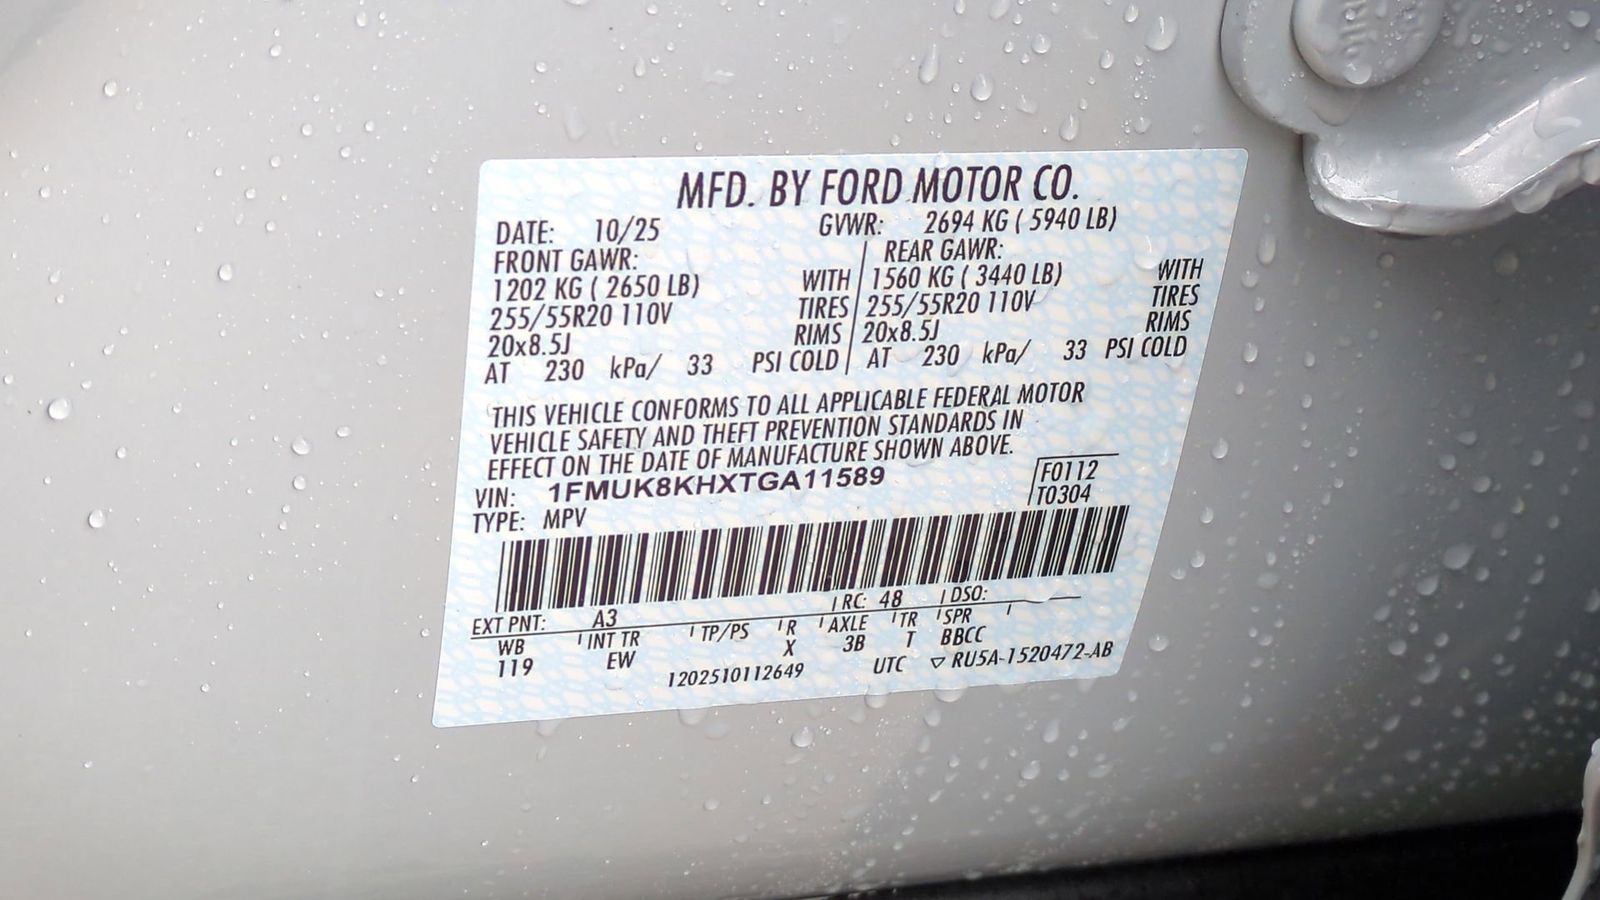 MFD. BY FORD MOTOR CO.
DATE: 10/25 GVWR: 2694 KG ( 5940 LB)
FRONT GAWR: REAR GAWR:
1202 KG ( 2650 LB) WITH 1560 KG ( 3440 LB) WITH
255/55R20 110V TIRES 255/55R20 110V TIRES
20x8.5J RIMS 20x8.5J RIMS
AT 230 kPa/ 33 PSI COLD AT 230 kPa/ 33 PSI COLD
THIS VEHICLE CONFORMS TO ALL APPLICABLE FEDERAL MOTOR
VEHICLE SAFETY AND THEFT PREVENTION STANDARDS IN
EFFECT ON THE DATE OF MANUFACTURE SHOWN ABOVE.
VIN: 1FMUK8KHXTGA11589 F0112
TYPE: MPV T0304
EXT PNT: A3 RC: 48 DSO:
WB INT TR TP/PS R AXLE TR SPR
119 EW X 3B T BBCC
1202510112649 UTC ▽ RU5A-1520472-AB